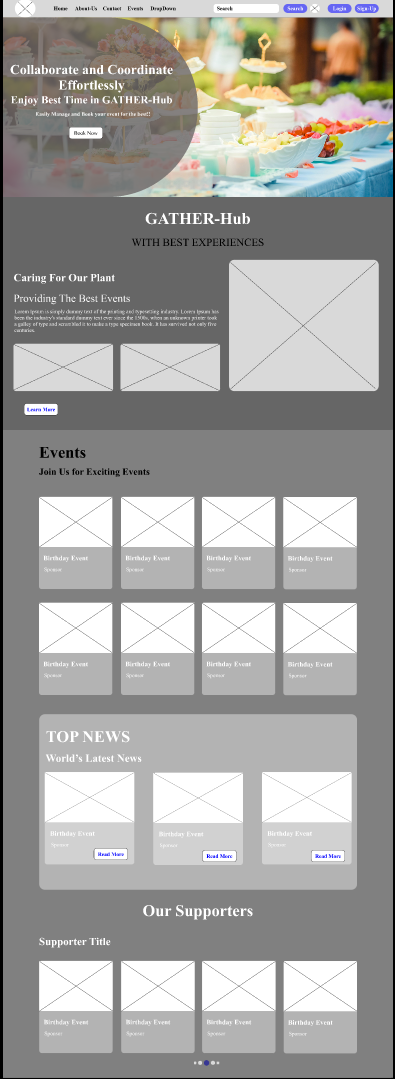 Home About-Us Contact Events DropDown Search Search Login Sign-Up
Collaborate and Coordinate
Effortlessly
Enjoy Best Time in GATHER-Hub
Easily Manage and Book your event for the best!!
Book Now
GATHER-Hub
WITH BEST EXPERIENCES
Caring For Our Plant
Providing The Best Events
Lorem Ipsum is simply dummy text of the printing and typesetting industry. Lorem Ipsum has
been the industry's standard dummy text ever since the 1500s, when an unknown printer took
a galley of type and scrambled it to make a type specimen book. It has survived not only five
centuries.
Learn More
Events
Join Us for Exciting Events
Birthday Event Birthday Event Birthday Event Birthday Event
Sponsor Sponsor Sponsor Sponsor
Birthday Event Birthday Event Birthday Event Birthday Event
Sponsor Sponsor Sponsor Sponsor
TOP NEWS
World's Latest News
Birthday Event Birthday Event Birthday Event
Sponsor Sponsor Sponsor
Read More Read More Read More
Our Supporters
Supporter Title
Birthday Event Birthday Event Birthday Event Birthday Event
Sponsor Sponsor Sponsor Sponsor